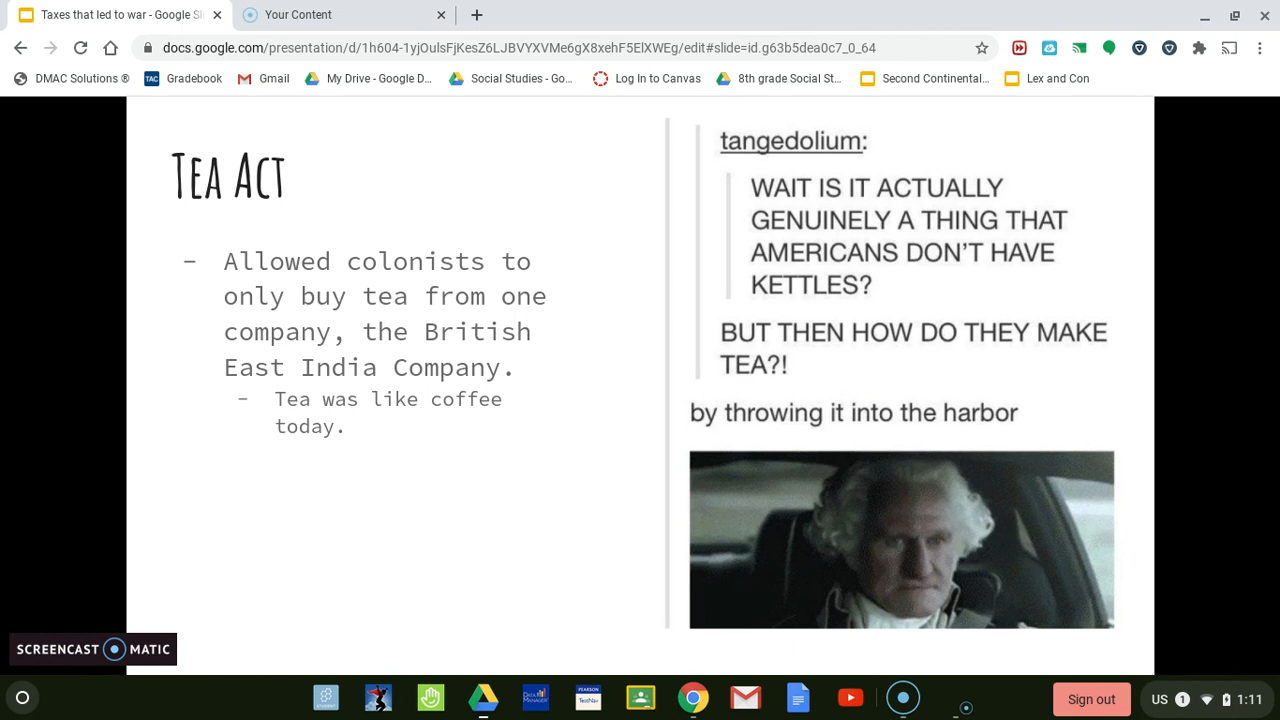 Taxes that led to war - Google Sl
Your Content
docs.google.com/presentation/d/1h604-1yjOulsFjKesZ6LJBVYXVMe6gX8xehF5ElXWEg/edit#slide=id.g63b5dea0c7_0_64
DMAC Solutions ®
TAC Gradebook
Gmail
My Drive - Google D...
Social Studies - Go...
Log In to Canvas
8th grade Social St...
Second Continental...
Lex and Con
Tea Act
- Allowed colonists to
only buy tea from one
company, the British
East India Company.
- Tea was like coffee
today.
tangedolium:
WAIT IS IT ACTUALLY
GENUINELY A THING THAT
AMERICANS DON'T HAVE
KETTLES?
BUT THEN HOW DO THEY MAKE
TEA?!
by throwing it into the harbor
SCREENCAST MATIC
Sign out
US 1 1:11